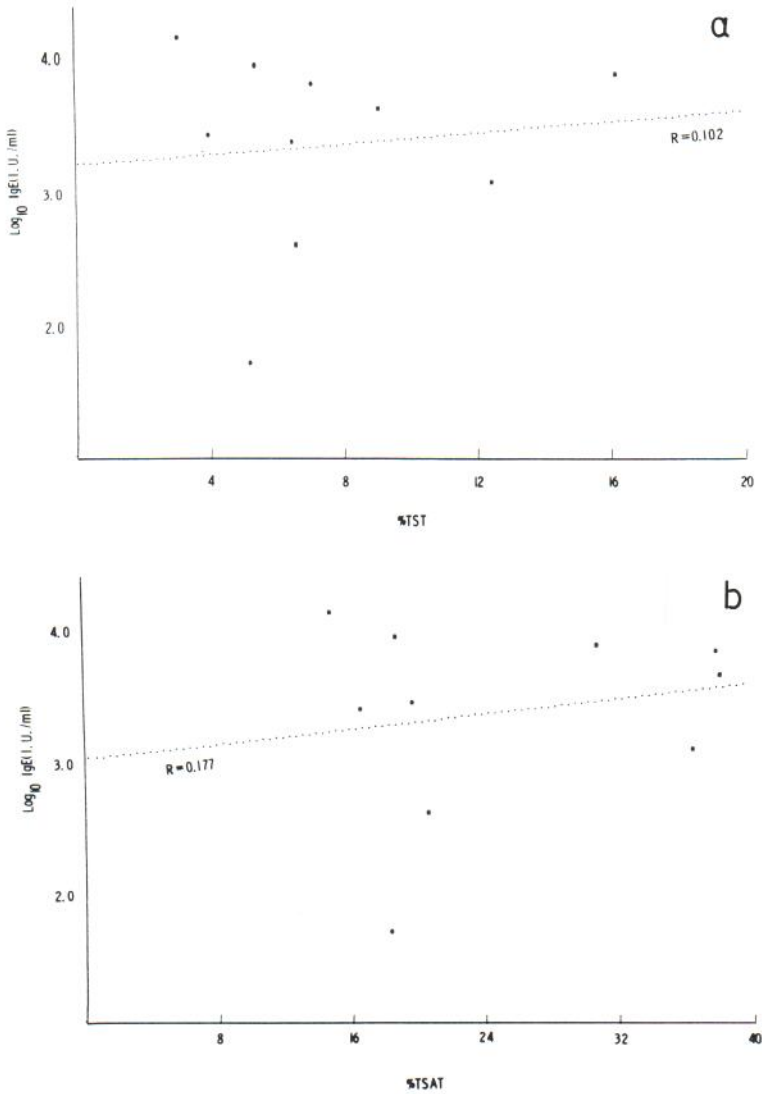 a
4.0
Log10 IgE(I. U. /ml)
R=0.102
3.0
2.0
4 8 12 16 20
%TST
b
4.0
Log10 IgE(I. U. /ml)
3.0
R=0.177
2.0
8 16 24 32 40
%TSAT